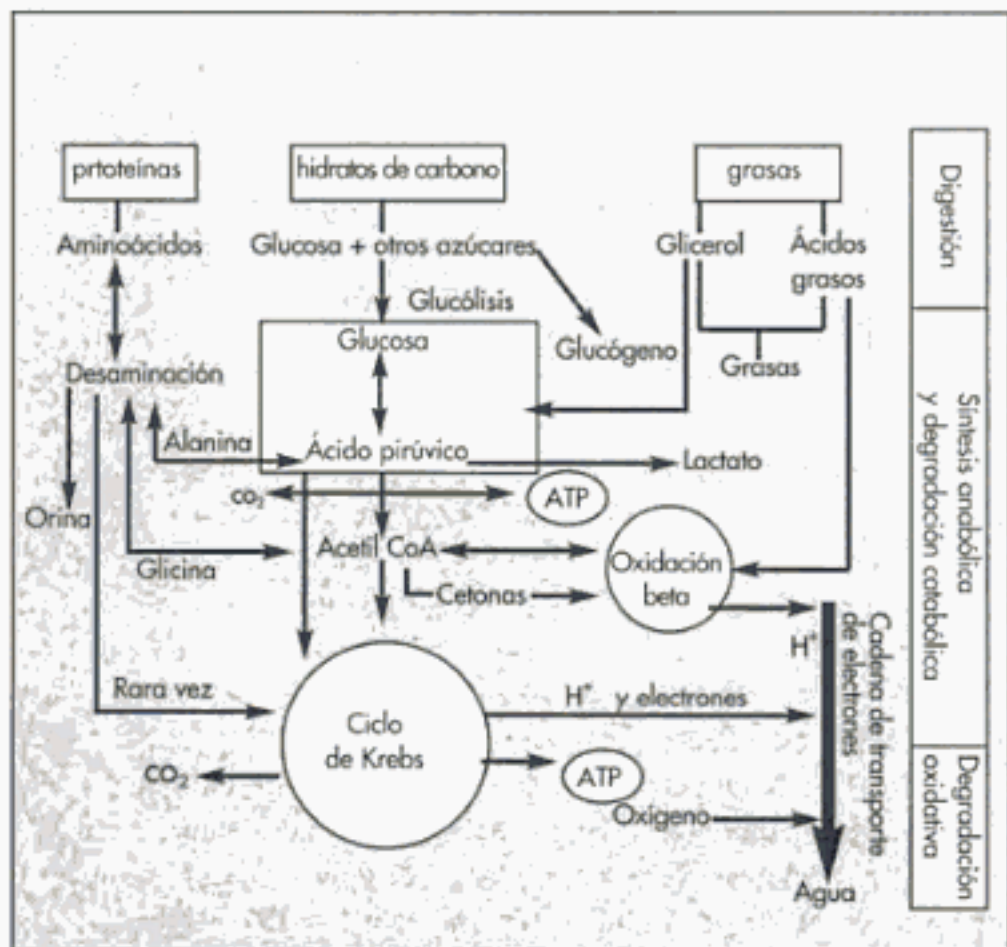 prtoteínas
hidratos de carbono
grasas
Aminoácidos
Glucosa + otros azúcares
Glicerol
Ácidos
grasos
Digestión
Glucólisis
Glucosa
Glucógeno
Grasas
Desaminación
Alanina
Ácido pirúvico
Lactato
Síntesis anabólica
y degradación catabólica
CO₂
ATP
Orina
Glicina
Acetil CoA
Oxidación
beta
Cetonas
H⁺
Cadena de transporte
de electrones
Rara vez
H⁺ y electrones
Ciclo
de Krebs
CO₂
ATP
Oxígeno
Degradación
oxidativa
Agua